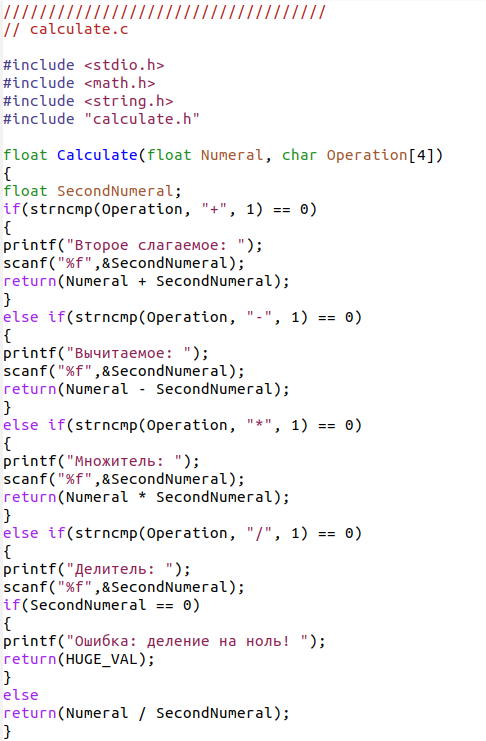 ////////////////////////////////////
// calculate.c

#include <stdio.h>
#include <math.h>
#include <string.h>
#include "calculate.h"

float Calculate(float Numeral, char Operation[4])
{
float SecondNumeral;
if(strncmp(Operation, "+", 1) == 0)
{
printf("Второе слагаемое: ");
scanf("%f",&SecondNumeral);
return(Numeral + SecondNumeral);
}
else if(strncmp(Operation, "-", 1) == 0)
{
printf("Вычитаемое: ");
scanf("%f",&SecondNumeral);
return(Numeral - SecondNumeral);
}
else if(strncmp(Operation, "*", 1) == 0)
{
printf("Множитель: ");
scanf("%f",&SecondNumeral);
return(Numeral * SecondNumeral);
}
else if(strncmp(Operation, "/", 1) == 0)
{
printf("Делитель: ");
scanf("%f",&SecondNumeral);
if(SecondNumeral == 0)
{
printf("Ошибка: деление на ноль! ");
return(HUGE_VAL);
}
else
return(Numeral / SecondNumeral);
}